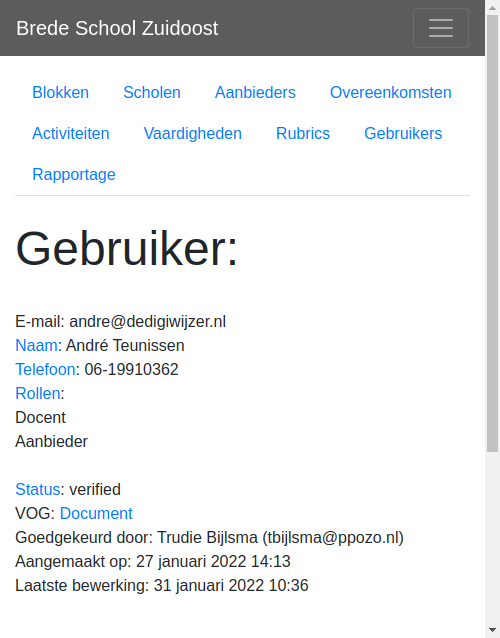 Brede School Zuidoost
Blokken Scholen Aanbieders Overeenkomsten
Activiteiten Vaardigheden Rubrics Gebruikers
Rapportage
Gebruiker:
E-mail: andre@dedigiwijzer.nl
Naam: André Teunissen
Telefoon: 06-19910362
Rollen:
Docent
Aanbieder
Status: verified
VOG: Document
Goedgekeurd door: Trudie Bijlsma (tbijlsma@ppozo.nl)
Aangemaakt op: 27 januari 2022 14:13
Laatste bewerking: 31 januari 2022 10:36